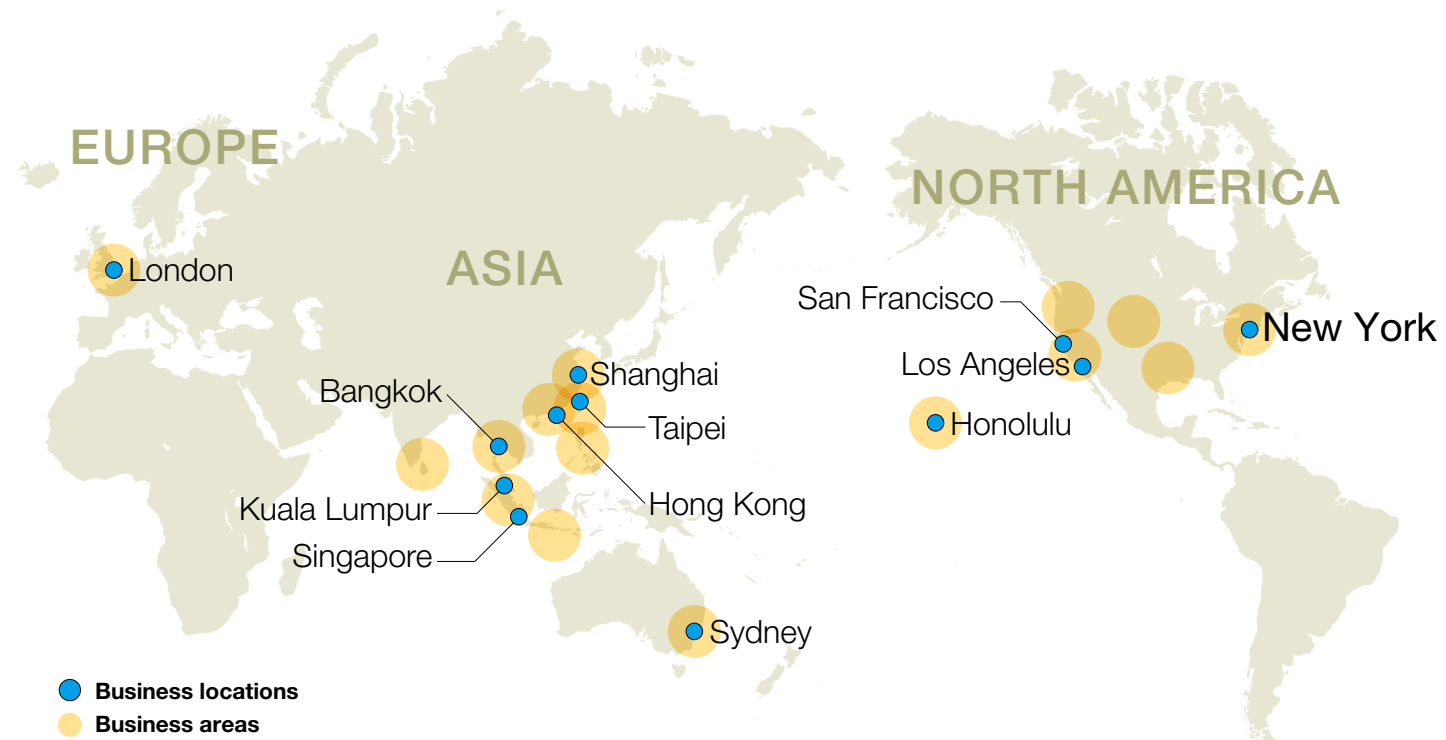 EUROPE
NORTH AMERICA
ASIA
London
San Francisco
New York
Los Angeles
Shanghai
Bangkok
Taipei
Honolulu
Kuala Lumpur
Hong Kong
Singapore
Sydney
Business locations
Business areas